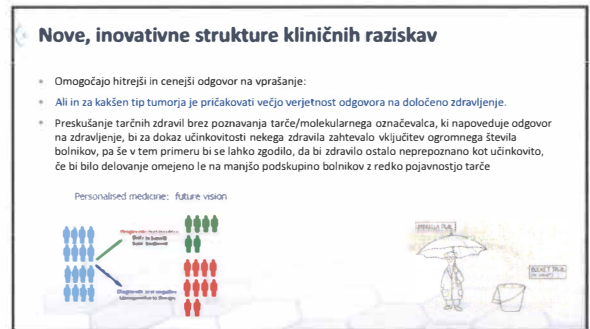 Nove, inovativne strukture kliničnih raziskav
Omogočajo hitrejši in cenejši odgovor na vprašanje:
Ali in za kakšen tip tumorja je pričakovati večjo verjetnost odgovora na določeno zdravljenje.
Preskušanje tarčnih zdravil brez poznavanja tarče/molekularnega označevalca, ki napoveduje odgovor
na zdravljenje, bi za dokaz učinkovitosti nekega zdravila zahtevalo vključitev ogromnega števila
bolnikov, pa še v tem primeru bi se lahko zgodilo, da bi zdravilo ostalo neprepoznano kot učinkovito,
če bi bilo delovanje omejeno le na manjšo podskupino bolnikov z redko pojavnostjo tarče
Personalised medicine: future vision
UMBRELLA TRIAL
BUCKET TRIAL